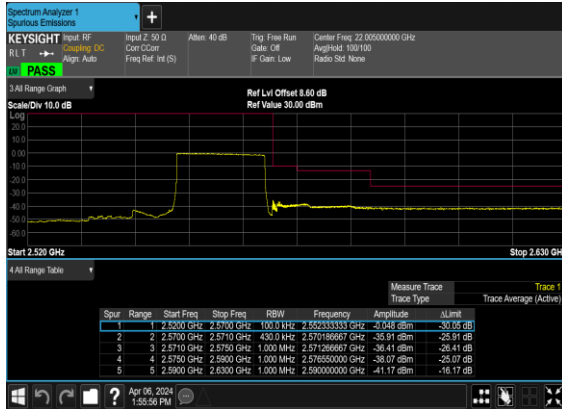 Spectrum Analyzer 1
Spurious Emissions
KEYSIGHT Input: RF Input Z: 50 Ω Atten: 40 dB Trig: Free Run Center Freq: 22.005000000 GHz
RLT Coupling: DC Corr CCorr Gate: Off Avg|Hold: 100/100
Align: Auto Freq Ref: Int (S) IF Gain: Low Radio Std: None
LXI PASS
3 All Range Graph
Ref Lvl Offset 8.60 dB
Scale/Div 10.0 dB Ref Value 30.00 dBm
Log
20.0
10.0
0.00
-10.0
-20.0
-30.0
-40.0
-50.0
-60.0
Start 2.520 GHz Stop 2.630 GH
4 All Range Table
Measure Trace Trace 1
Trace Type Trace Average (Active)
Spur Range Start Freq Stop Freq RBW Frequency Amplitude ΔLimit
1 1 2.5200 GHz 2.5700 GHz 100.0 kHz 2.552333333 GHz -0.048 dBm -30.05 dB
2 2 2.5700 GHz 2.5710 GHz 430.0 kHz 2.570186667 GHz -35.91 dBm -25.91 dB
3 3 2.5710 GHz 2.5750 GHz 1.000 MHz 2.571266667 GHz -36.41 dBm -26.41 dB
4 4 2.5750 GHz 2.5900 GHz 1.000 MHz 2.576550000 GHz -38.07 dBm -25.07 dB
5 5 2.5900 GHz 2.6300 GHz 1.000 MHz 2.590000000 GHz -41.17 dBm -16.17 dB
Apr 06, 2024
1:55:56 PM